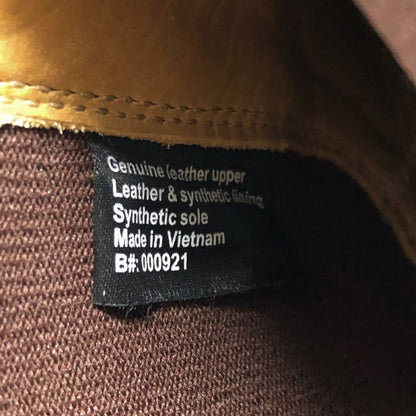 Genuine leather upper
Leather & synthetic lining
Synthetic sole
Made in Vietnam
B#: 000921